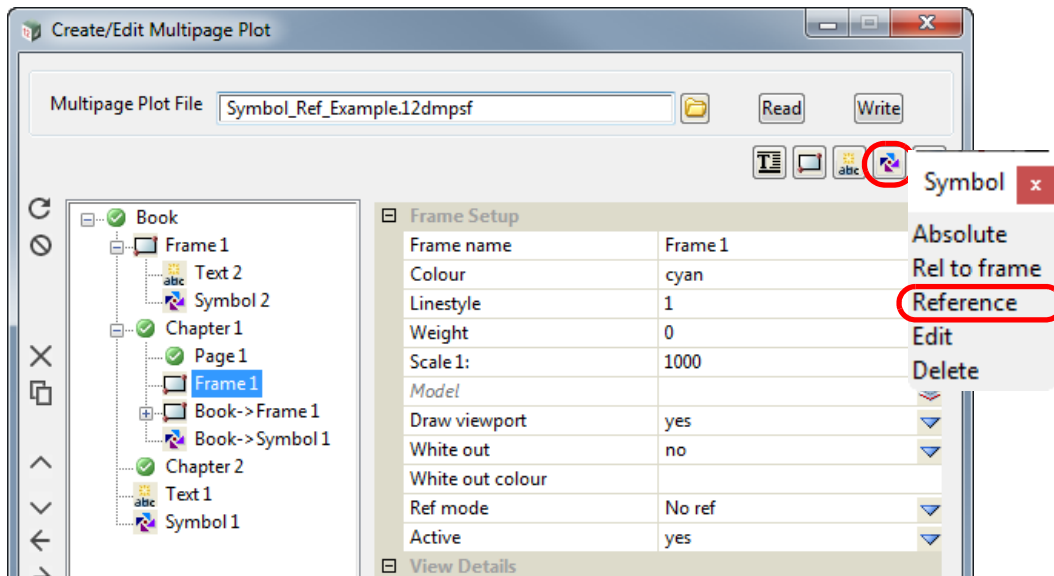 Create/Edit Multipage Plot
Multipage Plot File Symbol_Ref_Example.12dmpsf Read Write
T abc
Symbol x
Absolute
Rel to frame
Reference
Edit
Delete
Book
Frame 1
abc Text 2
Symbol 2
Chapter 1
Page 1
Frame 1
Book->Frame 1
Book->Symbol 1
Chapter 2
abc Text 1
Symbol 1
Frame Setup
Frame name Frame 1
Colour cyan
Linestyle 1
Weight 0
Scale 1: 1000
Model
Draw viewport yes
White out no
White out colour
Ref mode No ref
Active yes
View Details